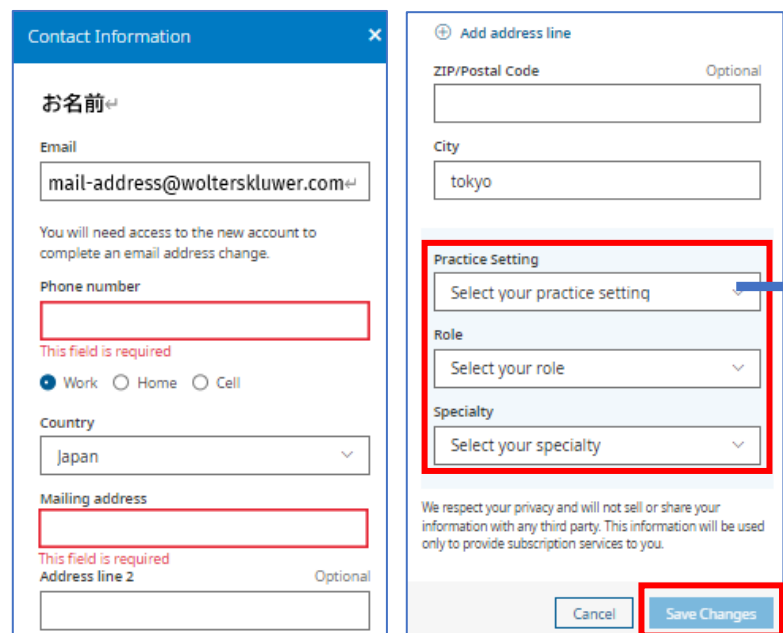 Contact Information ×
お名前↵
Email
mail-address@wolterskluwer.com↵
You will need access to the new account to
complete an email address change.
Phone number
This field is required
Work Home Cell
Country
Japan
Mailing address
This field is required
Address line 2 Optional
Add address line
ZIP/Postal Code Optional
City
tokyo
Practice Setting
Select your practice setting
Role
Select your role
Specialty
Select your specialty
We respect your privacy and will not sell or share your
information with any third party. This information will be used
only to provide subscription services to you.
Cancel Save Changes